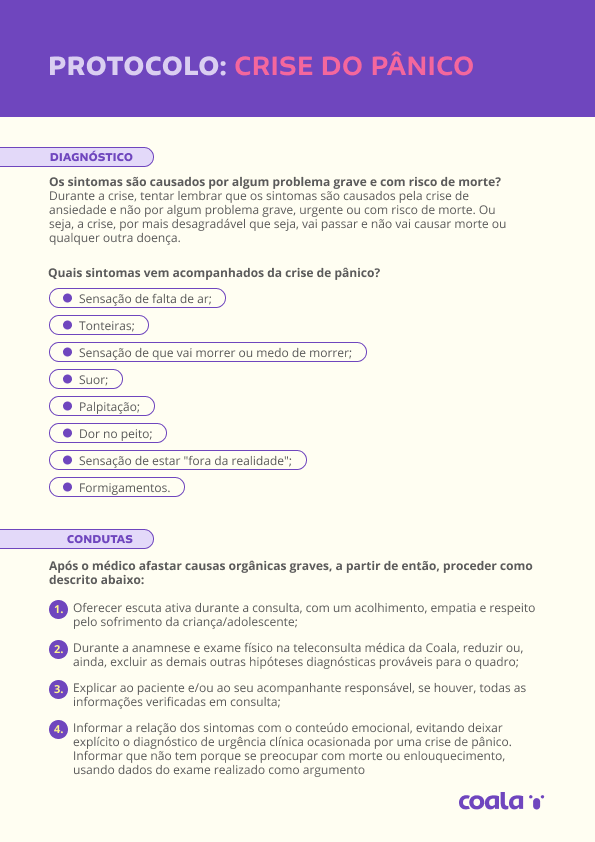 PROTOCOLO: CRISE DO PÂNICO
DIAGNÓSTICO
Os sintomas são causados por algum problema grave e com risco de morte?
Durante a crise, tentar lembrar que os sintomas são causados pela crise de
ansiedade e não por algum problema grave, urgente ou com risco de morte. Ou
seja, a crise, por mais desagradável que seja, vai passar e não vai causar morte ou
qualquer outra doença.
Quais sintomas vem acompanhados da crise de pânico?
Sensação de falta de ar;
Tonteiras;
Sensação de que vai morrer ou medo de morrer;
Suor;
Palpitação;
Dor no peito;
Sensação de estar "fora da realidade";
Formigamentos.
CONDUTAS
Após o médico afastar causas orgânicas graves, a partir de então, proceder como
descrito abaixo:
1. Oferecer escuta ativa durante a consulta, com um acolhimento, empatia e respeito
pelo sofrimento da criança/adolescente;
2. Durante a anamnese e exame físico na teleconsulta médica da Coala, reduzir ou,
ainda, excluir as demais outras hipóteses diagnósticas prováveis para o quadro;
3. Explicar ao paciente e/ou ao seu acompanhante responsável, se houver, todas as
informações verificadas em consulta;
4. Informar a relação dos sintomas com o conteúdo emocional, evitando deixar
explícito o diagnóstico de urgência clínica ocasionada por uma crise de pânico.
Informar que não tem porque se preocupar com morte ou enlouquecimento,
usando dados do exame realizado como argumento
coala